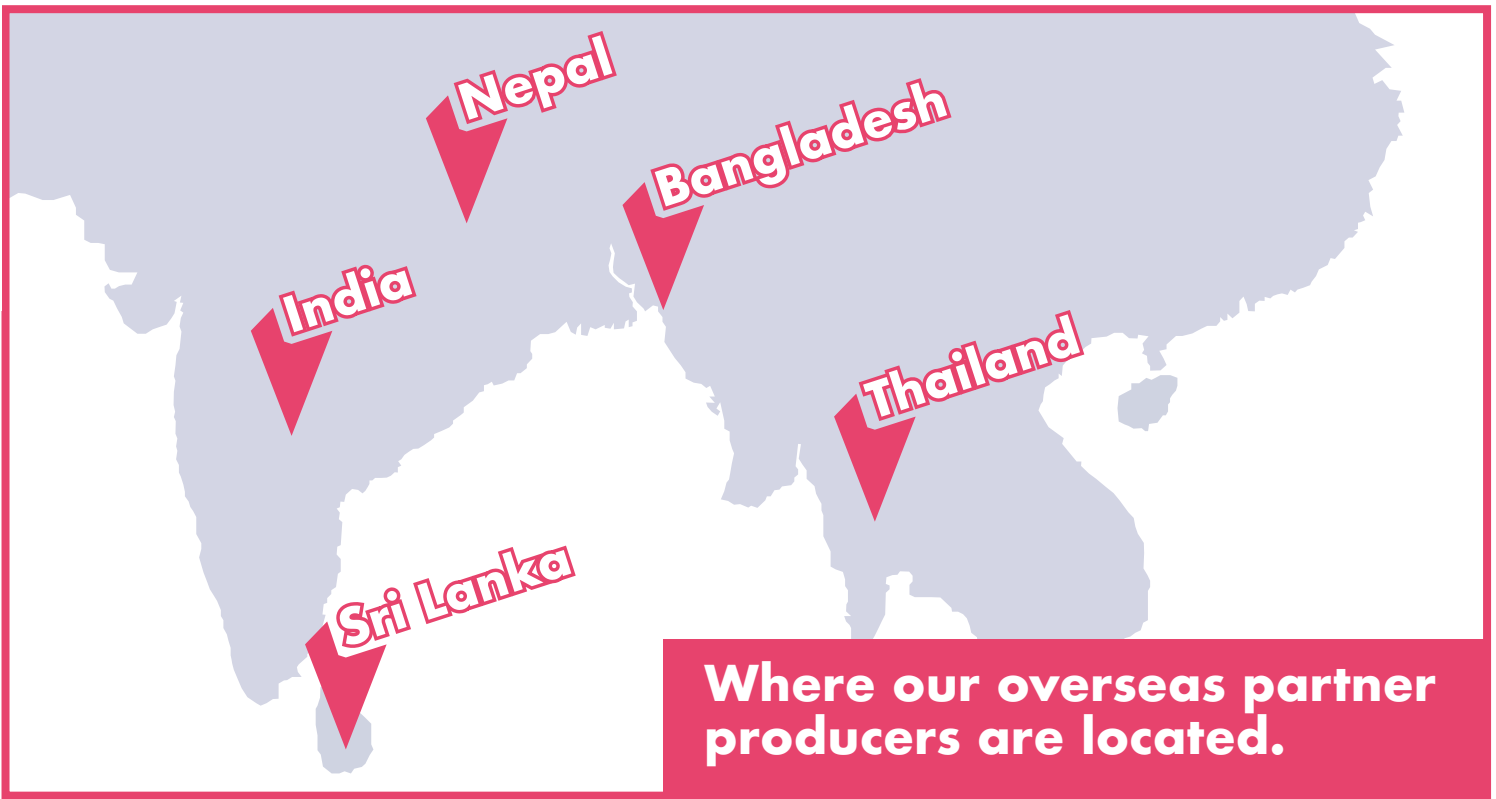 Nepal
Bangladesh
India
Thailand
Sri Lanka
Where our overseas partner
producers are located.